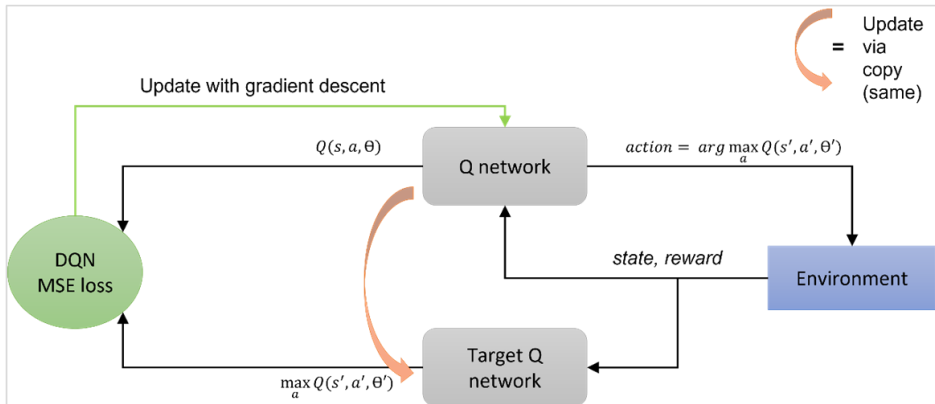 Update
= via
copy
(same)
Update with gradient descent
Q(s, a, Θ)
Q network
action = arg max Q(s′, a′, Θ′)
a
DQN
MSE loss
state, reward
Environment
Target Q
network
max Q(s′, a′, Θ′)
a